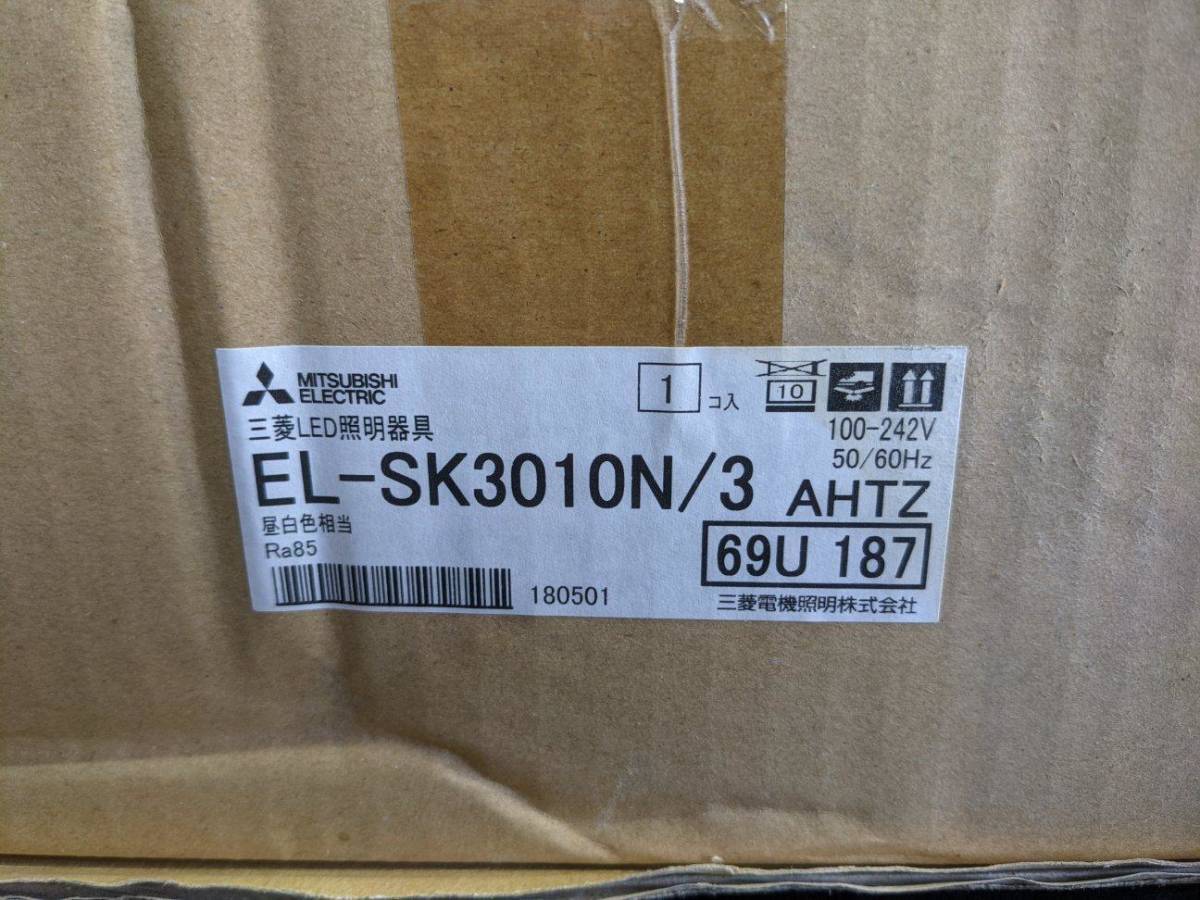 MITSUBISHI
ELECTRIC
1 コ入
10
三菱LED照明器具
100-242V
50/60Hz
EL-SK3010N/3 AHTZ
昼白色相当
Ra85
69U 187
180501
三菱電機照明株式会社